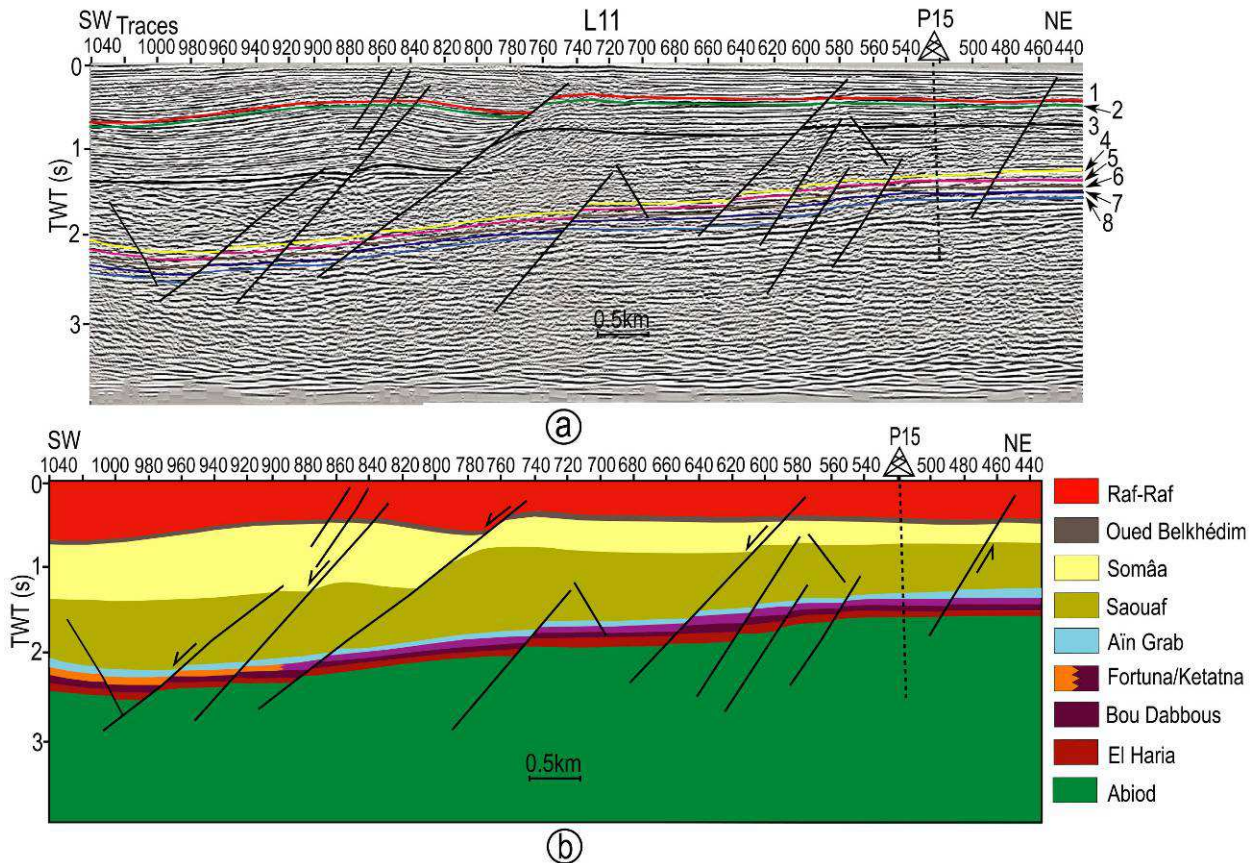 SW Traces L11 P15 NE
1040 1000 980 960 940 920 900 880 860 840 800 780 760 740 720 700 680 660 640 620 600 580 560 540 500 480 460 440
0
1
2
3
TWT (s)
1
2
3
4
5
6
7
8
0.5km
a
SW P15 NE
1040 1000 980 960 940 920 900 860 840 820 800 780 760 740 720 700 680 660 640 620 600 580 560 540 500 480 460 440
0
1
2
3
TWT (s)
0.5km
b
Raf-Raf
Oued Belkhédim
Somâa
Saouaf
Aïn Grab
Fortuna/Ketatna
Bou Dabbous
El Haria
Abiod